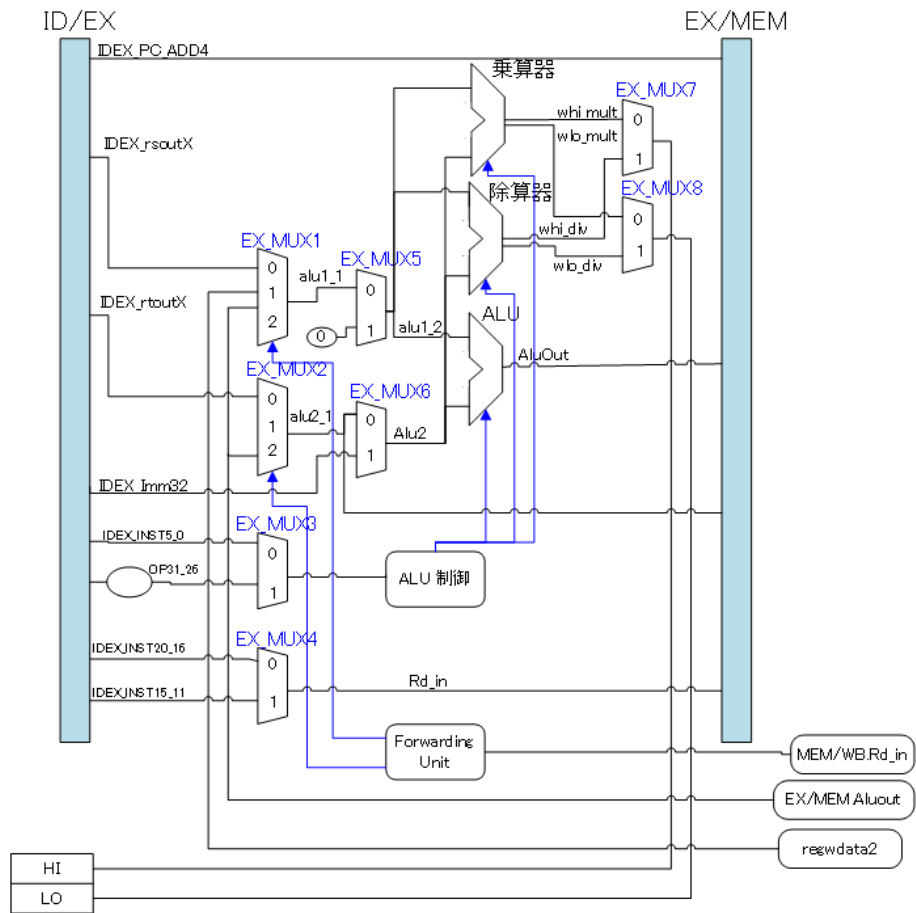 ID/EX
EX/MEM
IDEX_PC_ADD4
乗算器
EX_MUX7
whi_mult
0
wlo_mult
1
IDEX_rsoutX
除算器
EX_MUX8
0
whi_div
1
wlo_div
EX_MUX1
EX_MUX5
0
alu1_1
0
1
IDEX_rtoutX
2
0
1
alu1_2
ALU
AluOut
EX_MUX2
EX_MUX6
0
alu2_1
0
1
Alu2
2
1
IDEX_Imm32
EX_MUX3
IDEX_INST5_0
0
OP31_26
1
ALU 制御
EX_MUX4
IDEX_INST20_16
0
Rd_in
IDEX_INST15_11
1
Forwarding
Unit
MEM/WB.Rd_in
EX/MEM Aluout
regwdata2
HI
LO